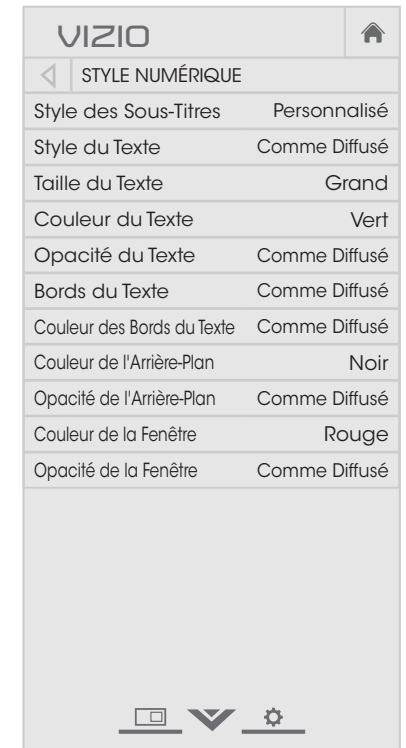 VIZIO
STYLE NUMÉRIQUE
Style des Sous-Titres Personnalisé
Style du Texte Comme Diffusé
Taille du Texte Grand
Couleur du Texte Vert
Opacité du Texte Comme Diffusé
Bords du Texte Comme Diffusé
Couleur des Bords du Texte Comme Diffusé
Couleur de l'Arrière-Plan Noir
Opacité de l'Arrière-Plan Comme Diffusé
Couleur de la Fenêtre Rouge
Opacité de la Fenêtre Comme Diffusé